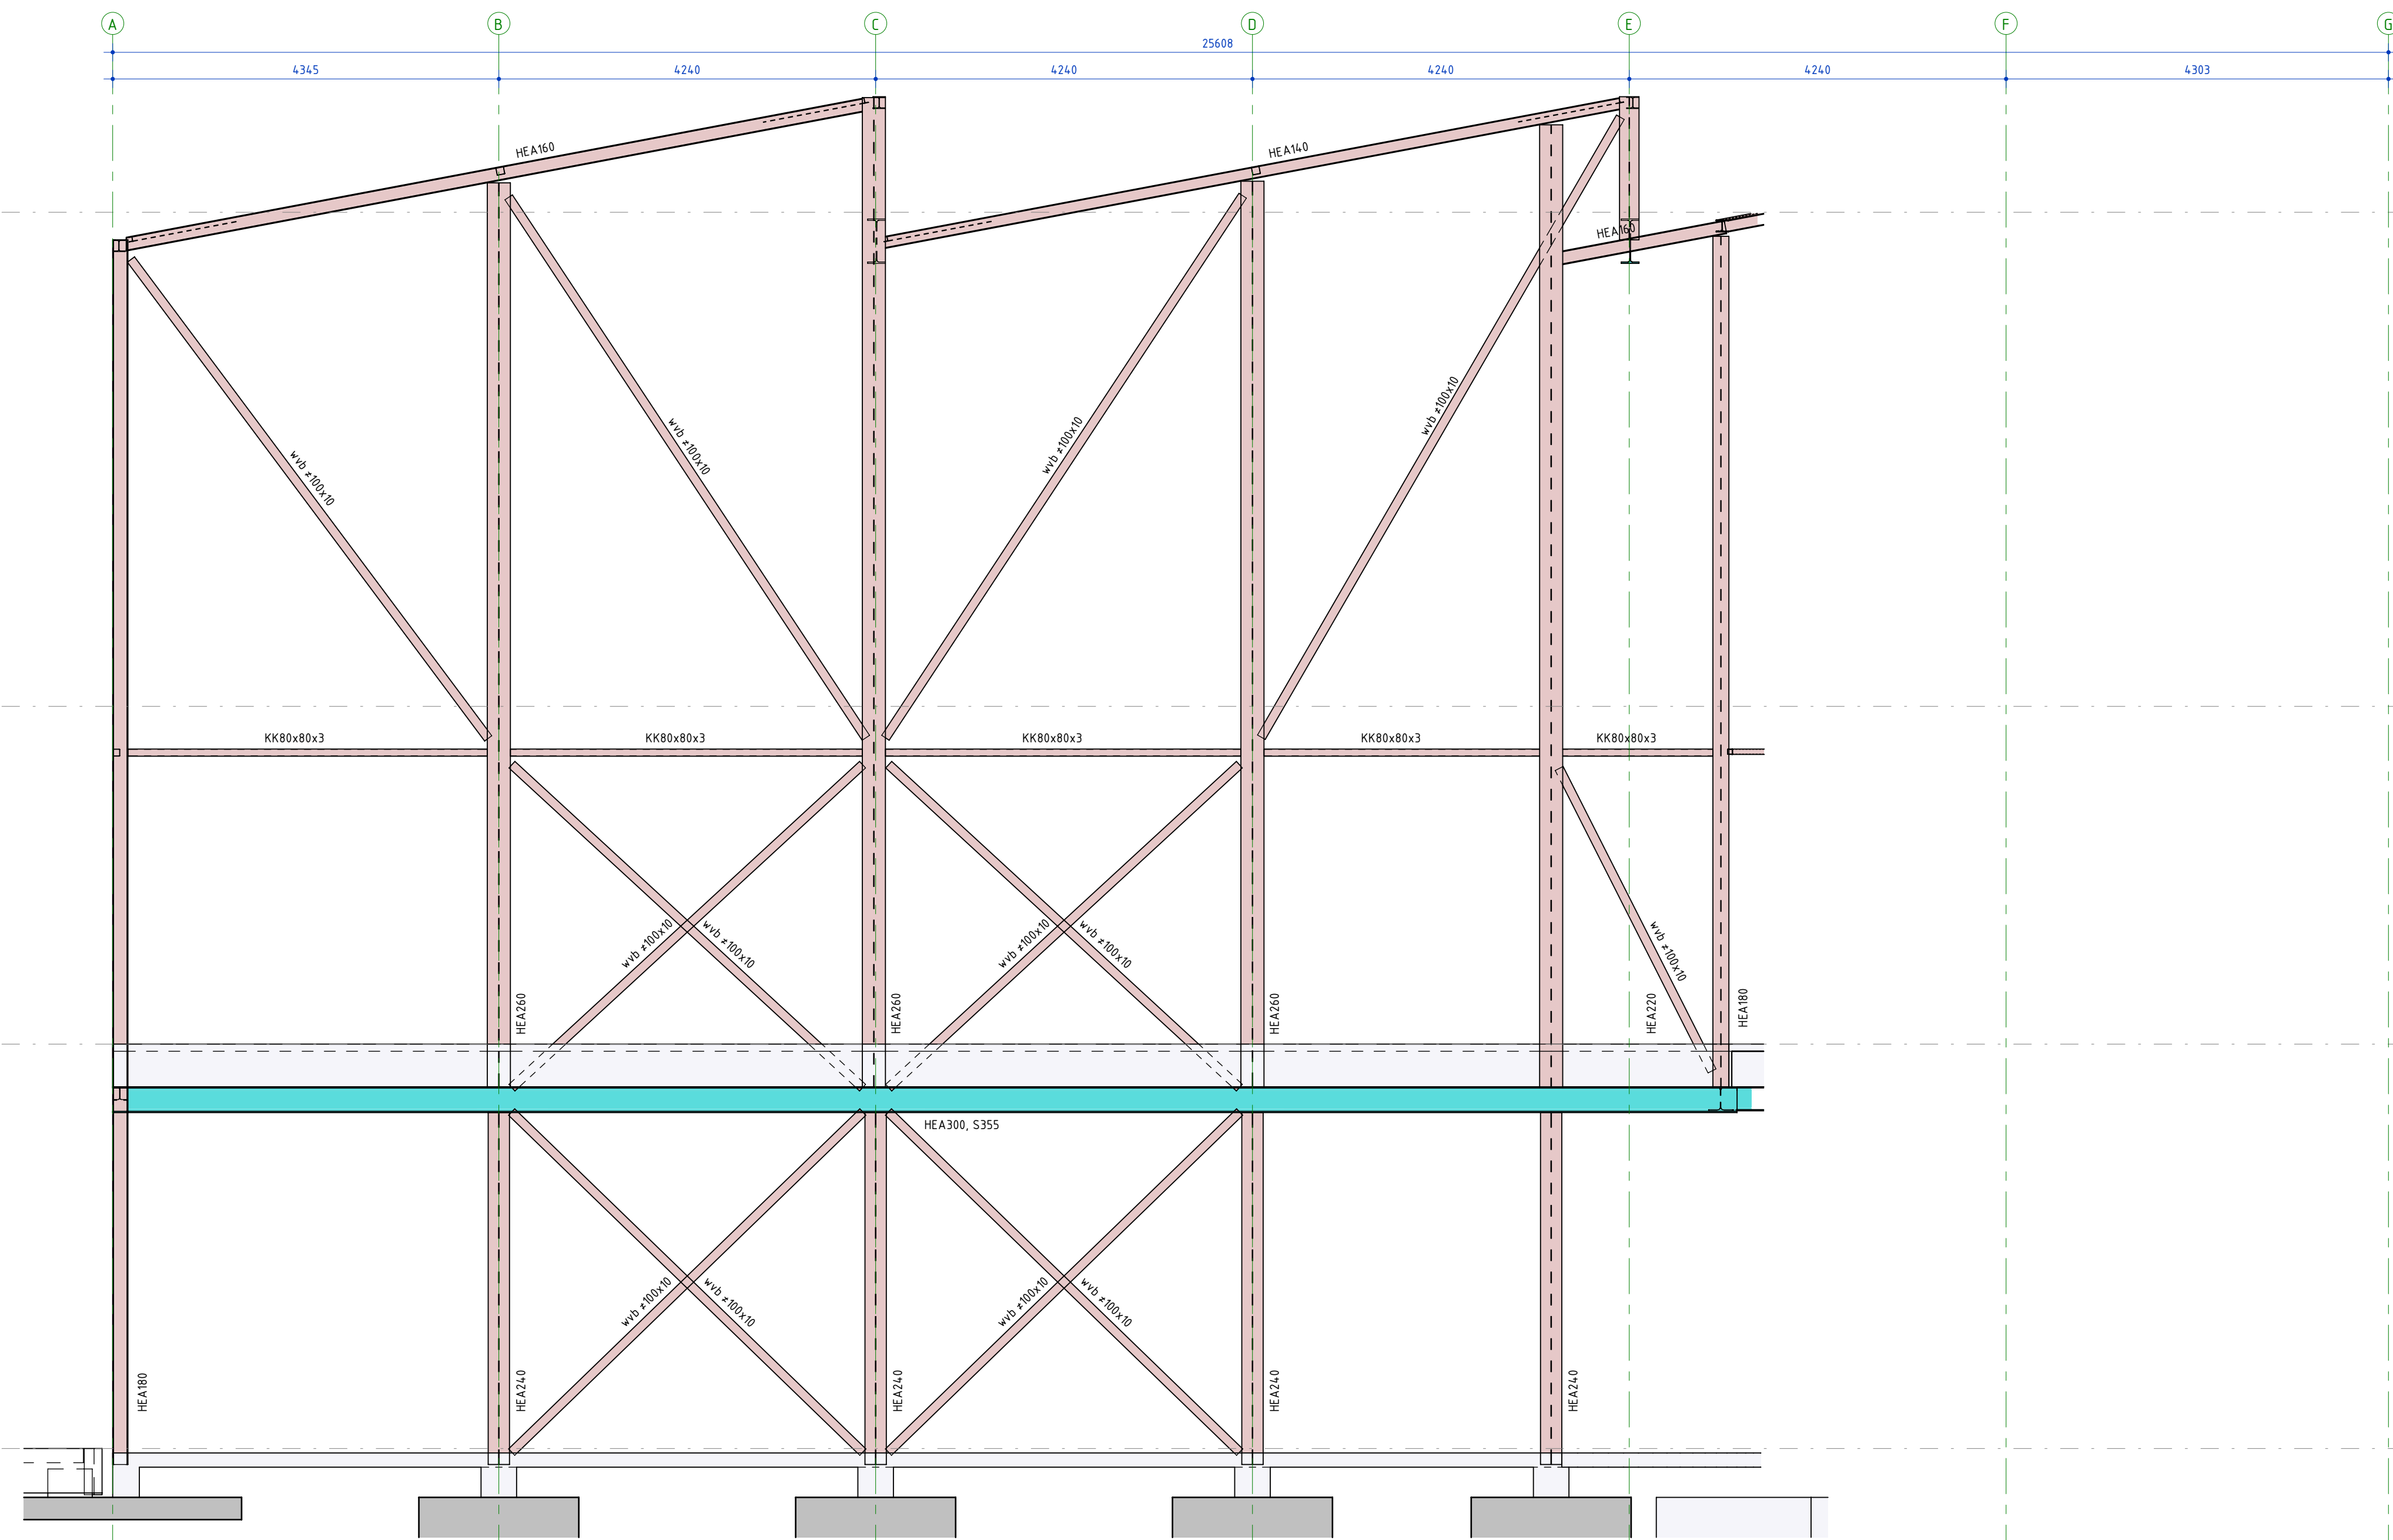 A B C D E F G
25608
4345 4240 4240 4240 4240 4303
HEA160
HEA140
HEA160
wvb ≠100x10
wvb ≠100x10
wvb ≠100x10
wvb ≠100x10
KK80x80x3
KK80x80x3
KK80x80x3
KK80x80x3
KK80x80x3
wvb ≠100x10
wvb ≠100x10
wvb ≠100x10
wvb ≠100x10
wvb ≠100x10
HEA260
HEA260
HEA260
HEA220
HEA180
HEA300, S355
wvb ≠100x10
wvb ≠100x10
wvb ≠100x10
wvb ≠100x10
HEA180
HEA240
HEA240
HEA240
HEA240